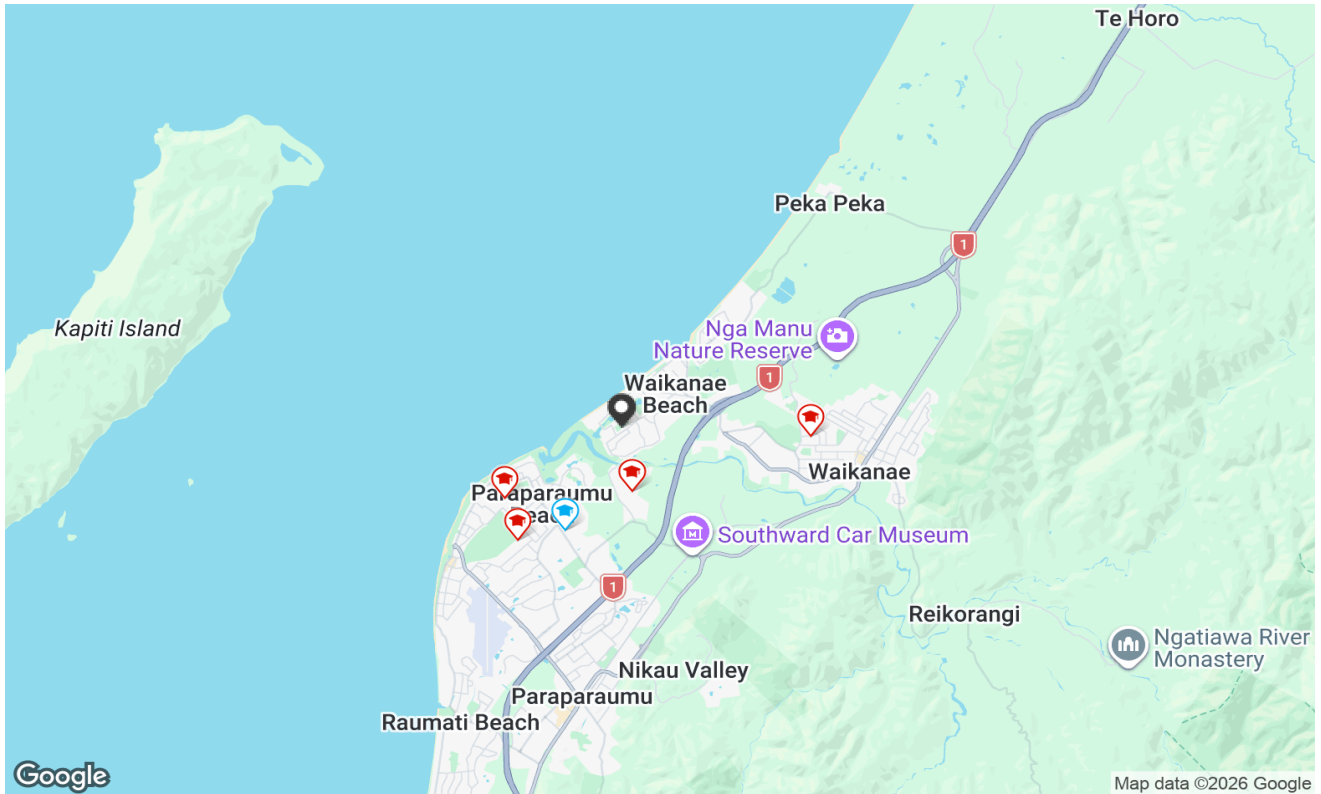 Te Horo
Peka Peka
1
Kapiti Island
Nga Manu
Nature Reserve
1
Waikanae
Beach
Waikanae
Paraparaumu
Beach
Southward Car Museum
1
Reikorangi
Ngatiawa River
Monastery
Nikau Valley
Paraparaumu
Raumati Beach
Google
Map data ©2026 Google